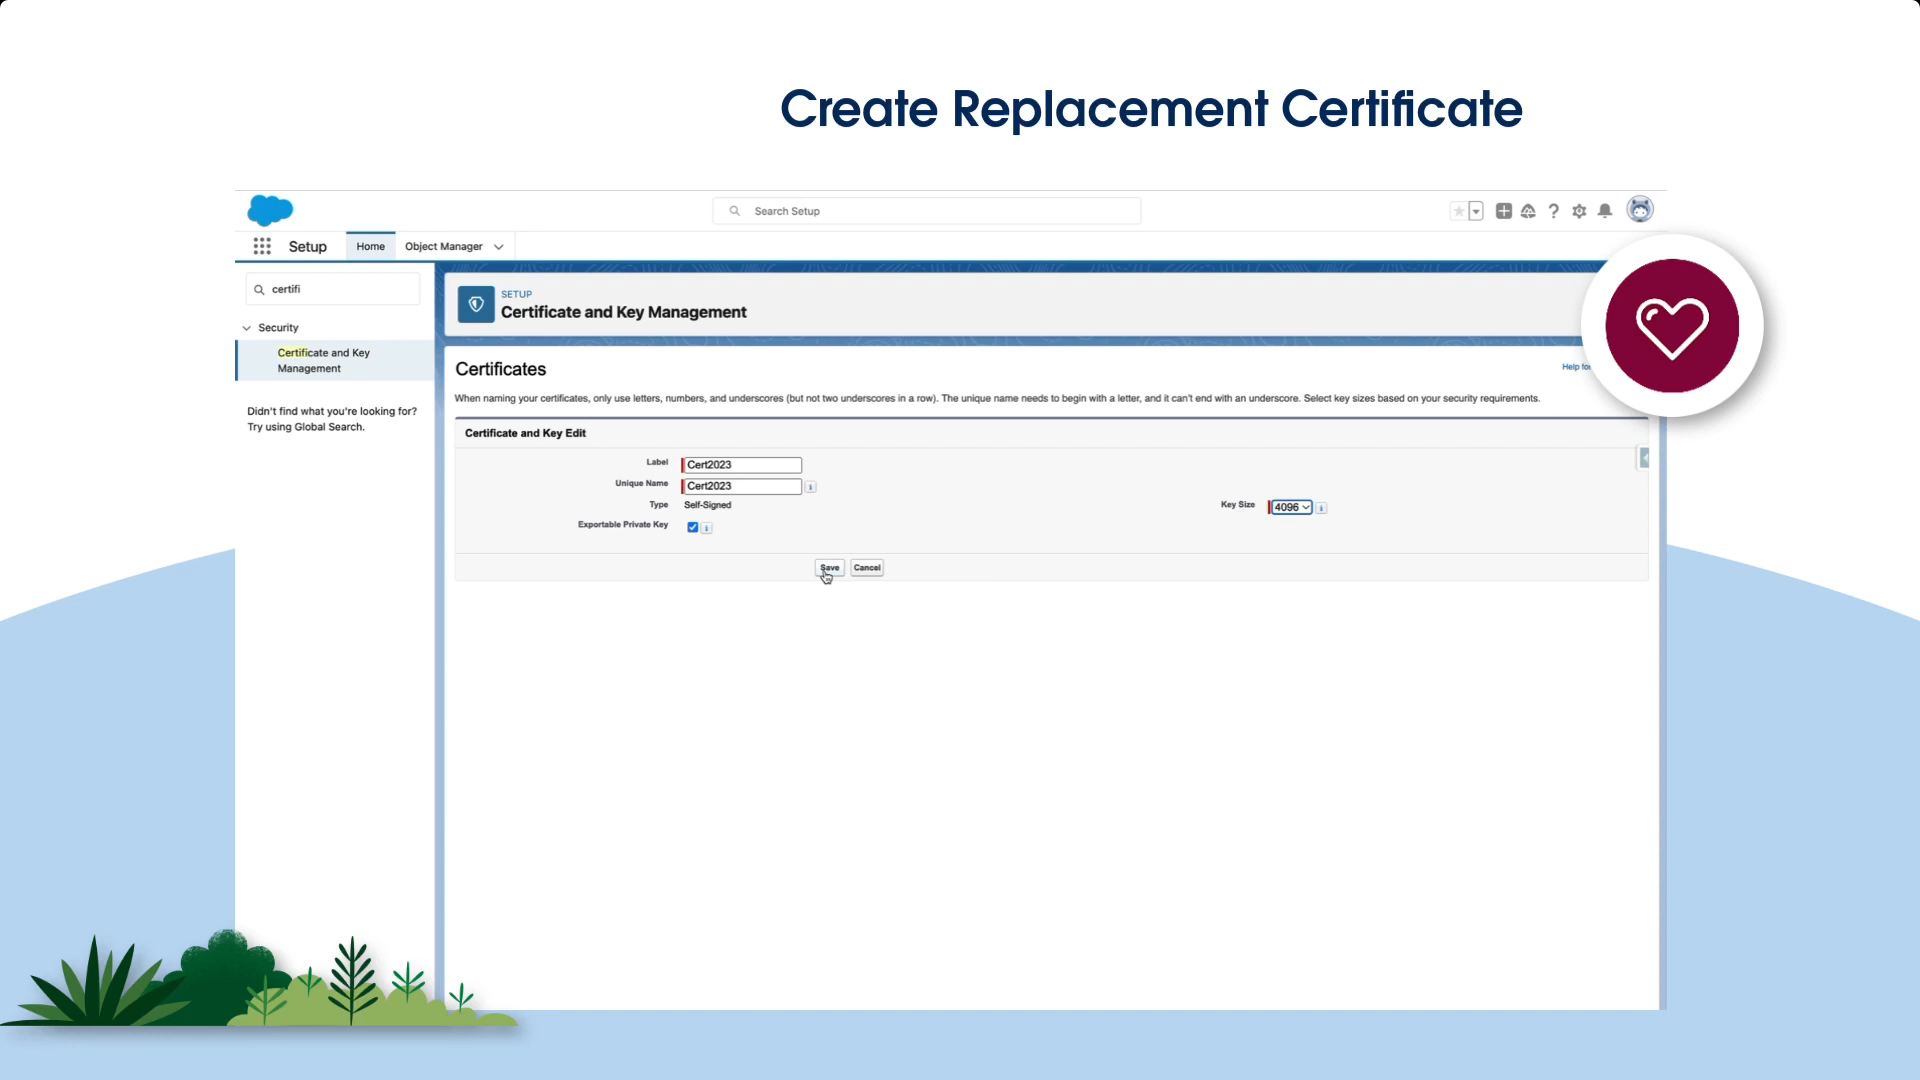 Create Replacement Certificate
Search Setup
Setup
Home
Object Manager
certifi
Security
Certificate and Key
Management
Didn't find what you're looking for?
Try using Global Search.
SETUP
Certificate and Key Management
Certificates
Help for
When naming your certificates, only use letters, numbers, and underscores (but not two underscores in a row). The unique name needs to begin with a letter, and it can't end with an underscore. Select key sizes based on your security requirements.
Certificate and Key Edit
Label
Cert2023
Unique Name
Cert2023
Type
Self-Signed
Key Size
4096
Exportable Private Key
Save
Cancel